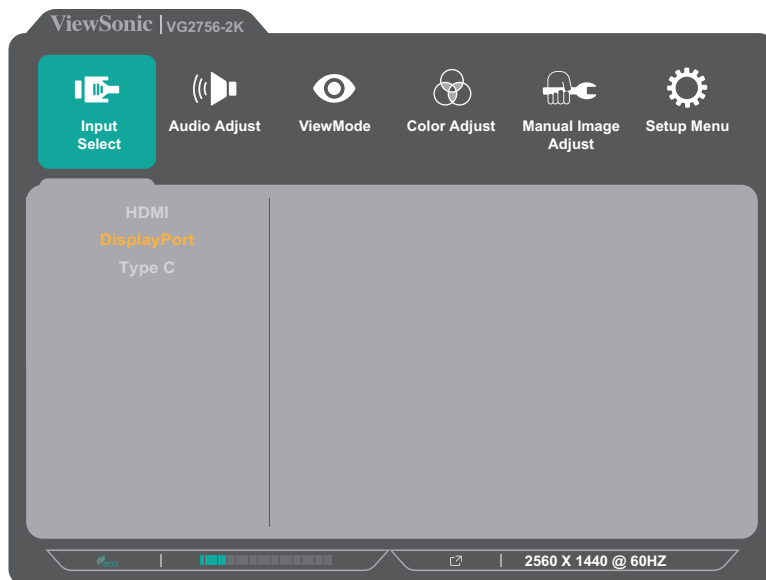 ViewSonic VG2756-2K
Input Select
Audio Adjust
ViewMode
Color Adjust
Manual Image Adjust
Setup Menu
HDMI
DisplayPort
Type C
eco
2560 X 1440 @ 60HZ